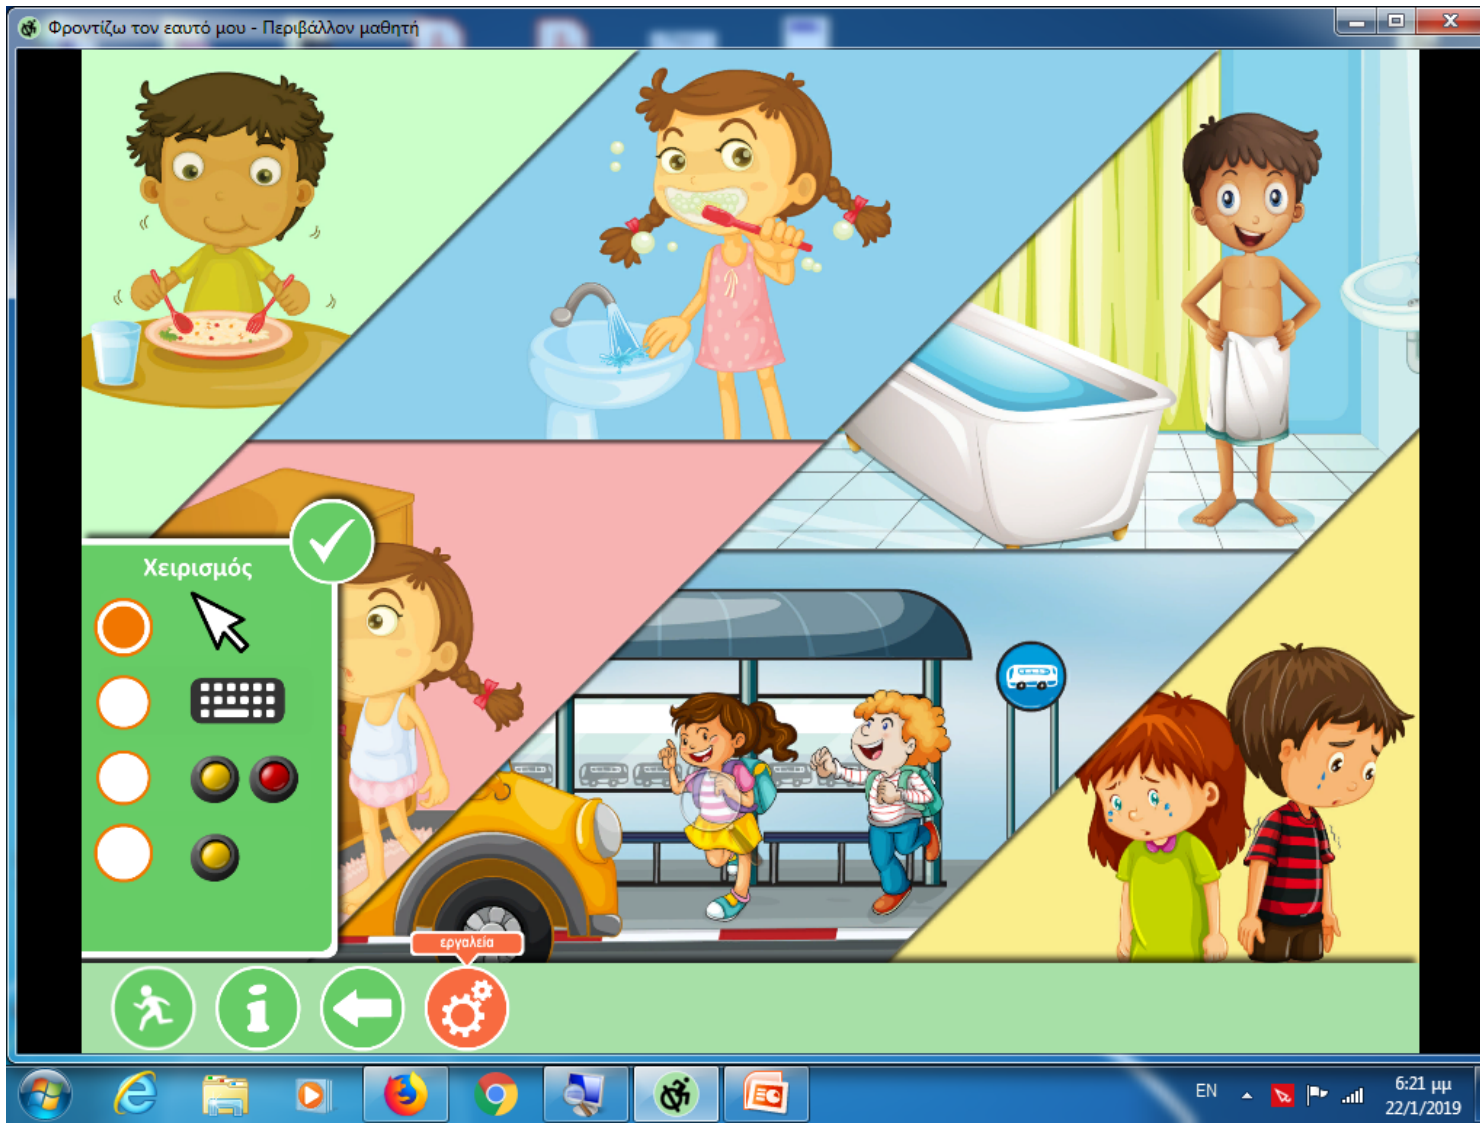 Φροντίζω τον εαυτό μου - Περιβάλλον μαθητή
Χειρισμός
εργαλεία
EN
6:21 μμ
22/1/2019